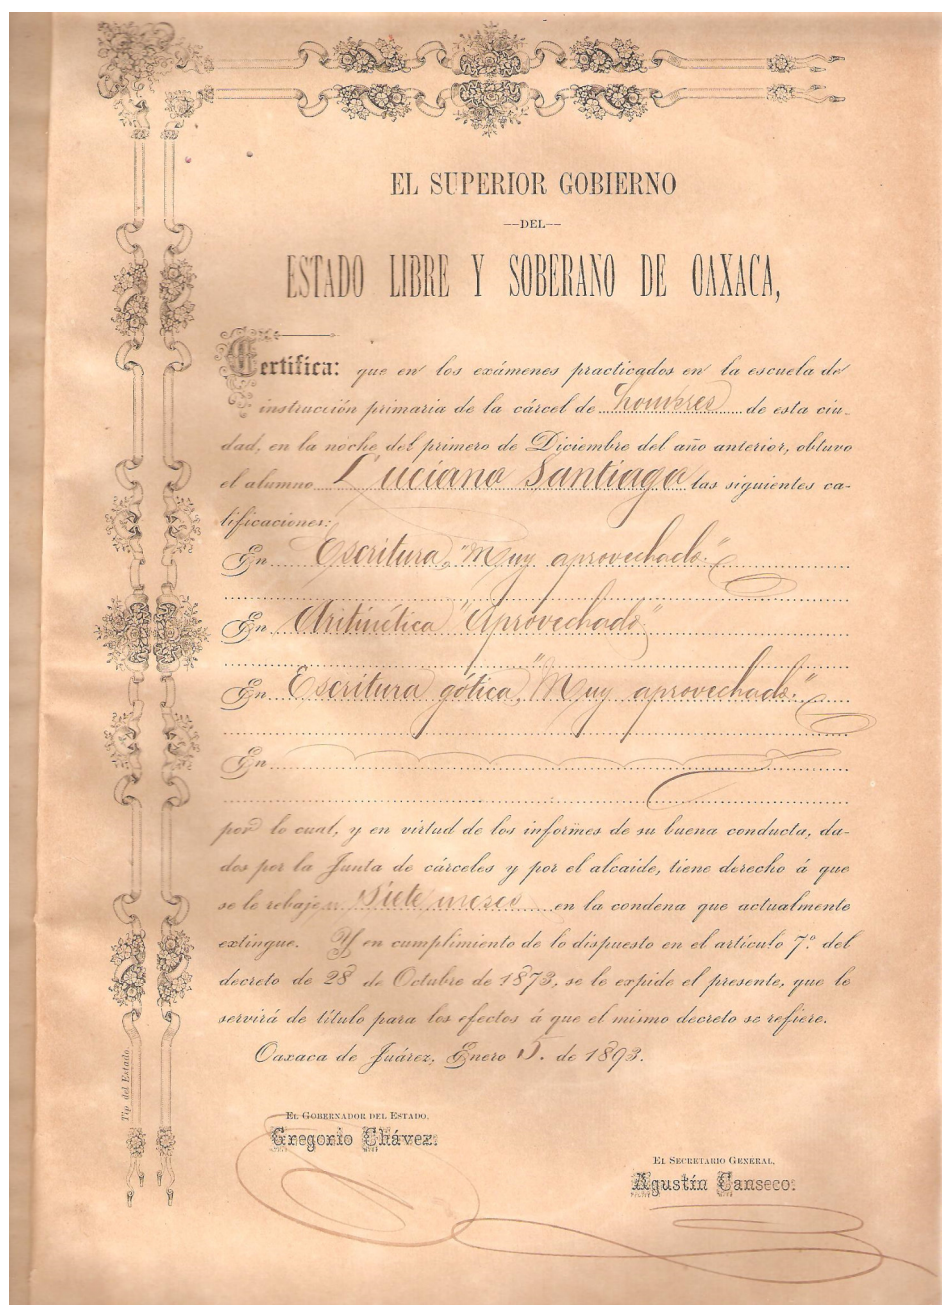 EL SUPERIOR GOBIERNO
—DEL—
ESTADO LIBRE Y SOBERANO DE OAXACA,
Certifica: que en los exámenes practicados en la escuela de
instrucción primaria de la cárcel de hombres de esta ciu-
dad, en la noche del primero de Diciembre del año anterior, obtuvo
el alumno Luciano Santiago las siguientes ca-
lificaciones:
En Escritura, "Muy aprovechado."
En Aritmética "Aprovechado"
En Escritura gótica, "Muy aprovechado."
En
por lo cual, y en virtud de los informes de su buena conducta, da-
dos por la Junta de cárceles y por el alcaide, tiene derecho á que
se le rebajen siete meses en la condena que actualmente
extingue. Y en cumplimiento de lo dispuesto en el artículo 7.º del
decreto de 28 de Octubre de 1873, se le expide el presente, que le
servirá de título para los efectos á que el mismo decreto se refiere.
Oaxaca de Juárez, Enero 5. de 1893.
EL GOBERNADOR DEL ESTADO,
Gregorio Chávez.
EL SECRETARIO GENERAL,
Agustín Canseco.
Tip. del Estado